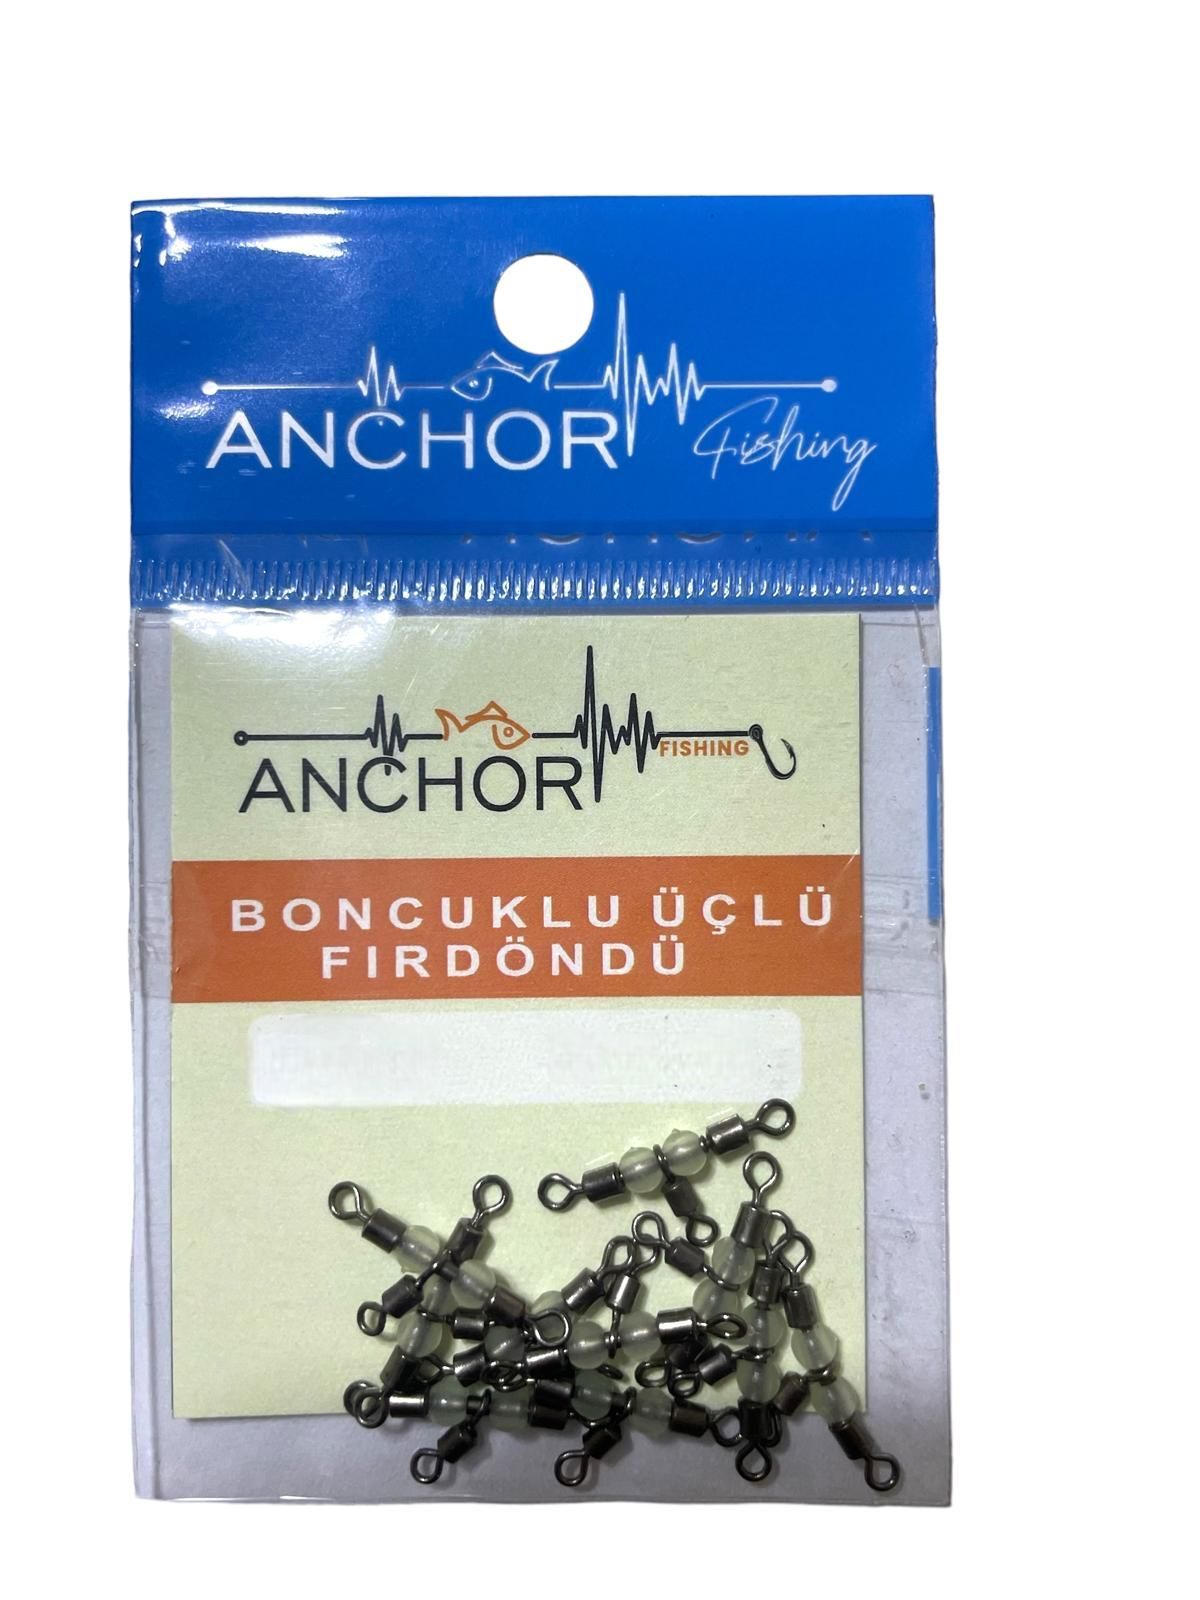 ANCHOR Fishing
ANCHOR FISHING
BONCUKLU ÜÇLÜ
FIRDÖNDÜ